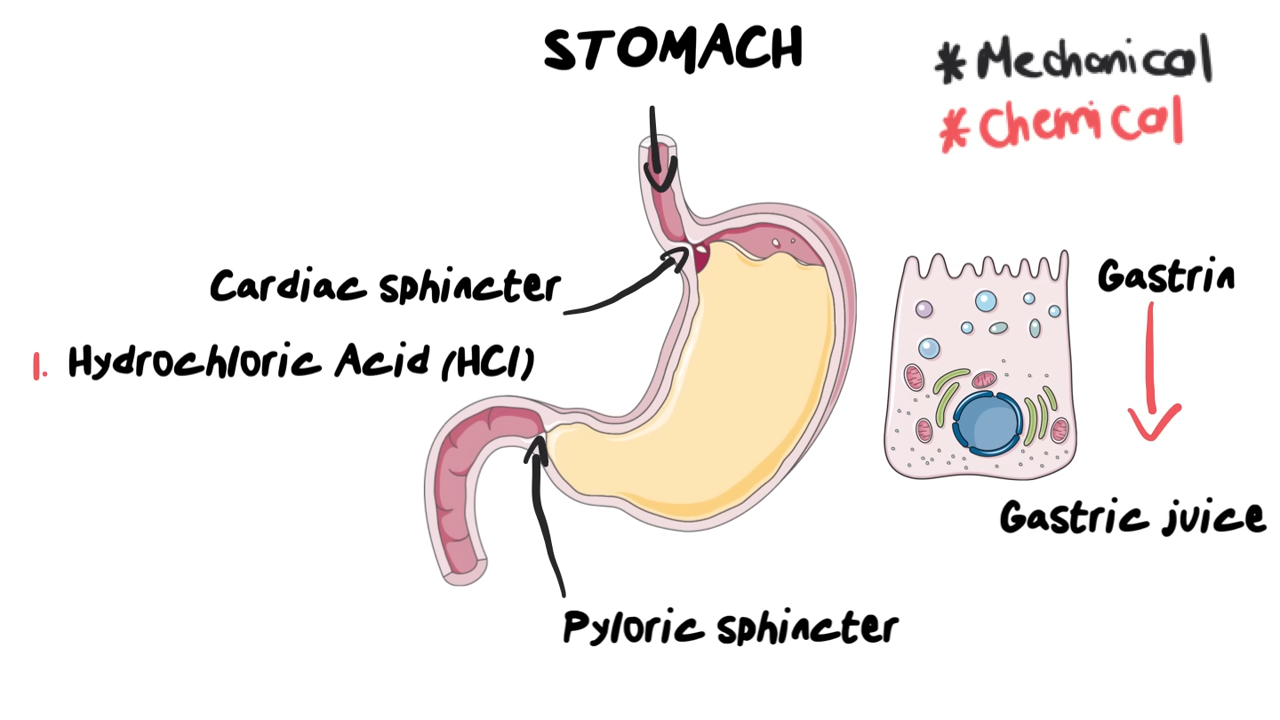 STOMACH
* Mechanical
* Chemical
Cardiac sphincter
Gastrin
1. Hydrochloric Acid (HCl)
Gastric juice
Pyloric sphincter